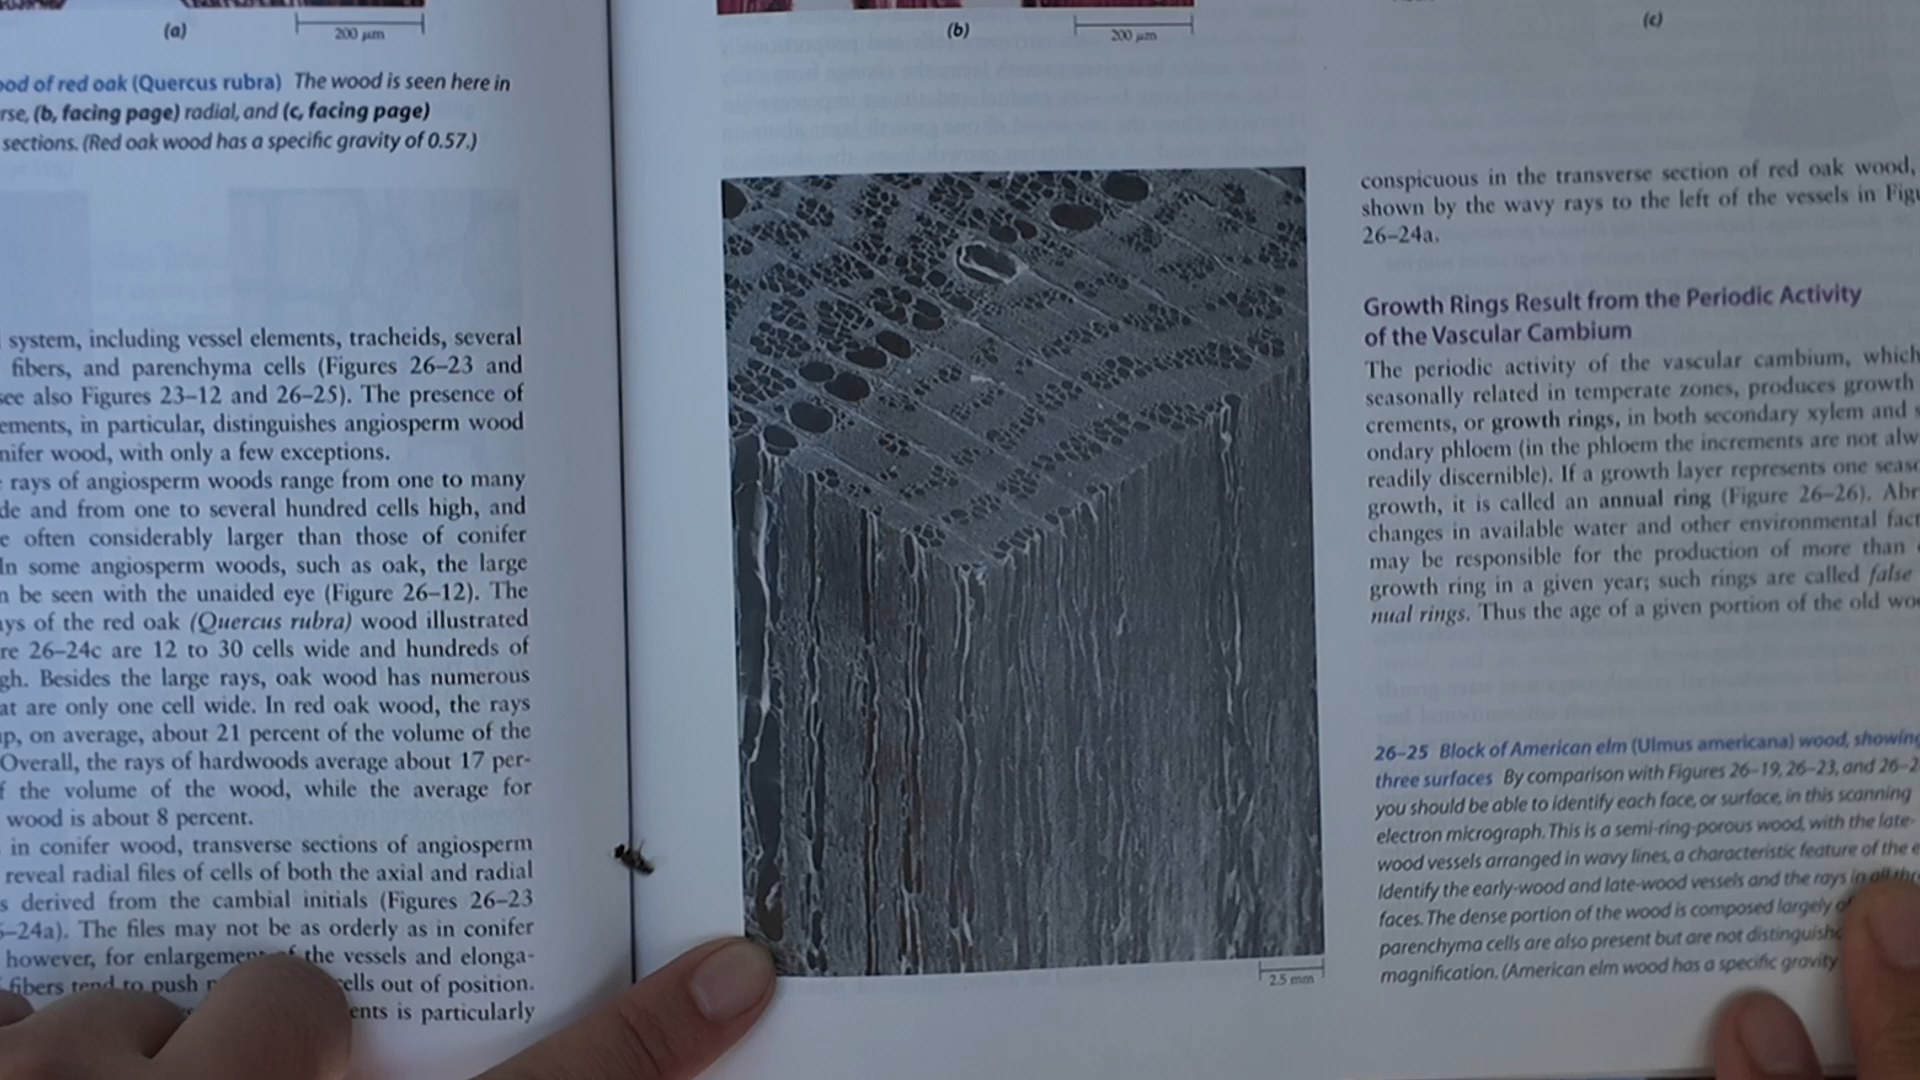 (a)
200 μm
ood of red oak (Quercus rubra) The wood is seen here in
rse, (b, facing page) radial, and (c, facing page)
sections. (Red oak wood has a specific gravity of 0.57.)
system, including vessel elements, tracheids, several
fibers, and parenchyma cells (Figures 26–23 and
see also Figures 23–12 and 26–25). The presence of
ements, in particular, distinguishes angiosperm wood
nifer wood, with only a few exceptions.
rays of angiosperm woods range from one to many
de and from one to several hundred cells high, and
e often considerably larger than those of conifer
In some angiosperm woods, such as oak, the large
n be seen with the unaided eye (Figure 26–12). The
ays of the red oak (Quercus rubra) wood illustrated
re 26–24c are 12 to 30 cells wide and hundreds of
gh. Besides the large rays, oak wood has numerous
at are only one cell wide. In red oak wood, the rays
up, on average, about 21 percent of the volume of the
Overall, the rays of hardwoods average about 17 per-
f the volume of the wood, while the average for
wood is about 8 percent.
in conifer wood, transverse sections of angiosperm
reveal radial files of cells of both the axial and radial
s derived from the cambial initials (Figures 26–23
6–24a). The files may not be as orderly as in conifer
however, for enlargement of the vessels and elonga-
fibers tend to push cells out of position.
ents is particularly
(b)
200 μm
2.5 mm
(c)
conspicuous in the transverse section of red oak wood,
shown by the wavy rays to the left of the vessels in Figu
26–24a.
Growth Rings Result from the Periodic Activity
of the Vascular Cambium
The periodic activity of the vascular cambium, which
seasonally related in temperate zones, produces growth
crements, or growth rings, in both secondary xylem and s
ondary phloem (in the phloem the increments are not alw
readily discernible). If a growth layer represents one seaso
growth, it is called an annual ring (Figure 26–26). Abr
changes in available water and other environmental fact
may be responsible for the production of more than
growth ring in a given year; such rings are called false
nual rings. Thus the age of a given portion of the old woo
26–25 Block of American elm (Ulmus americana) wood, showing
three surfaces By comparison with Figures 26–19, 26–23, and 26–2
you should be able to identify each face, or surface, in this scanning
electron micrograph. This is a semi-ring-porous wood, with the late-
wood vessels arranged in wavy lines, a characteristic feature of the e
Identify the early-wood and late-wood vessels and the rays in all thre
faces. The dense portion of the wood is composed largely of
parenchyma cells are also present but are not distinguisha
magnification. (American elm wood has a specific gravity